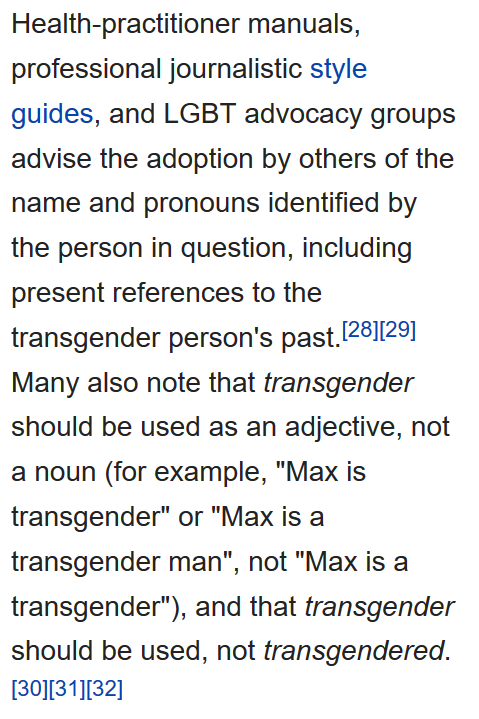 Health-practitioner manuals,
professional journalistic style
guides, and LGBT advocacy groups
advise the adoption by others of the
name and pronouns identified by
the person in question, including
present references to the
transgender person's past.[28][29]
Many also note that transgender
should be used as an adjective, not
a noun (for example, "Max is
transgender" or "Max is a
transgender man", not "Max is a
transgender"), and that transgender
should be used, not transgendered.
[30][31][32]